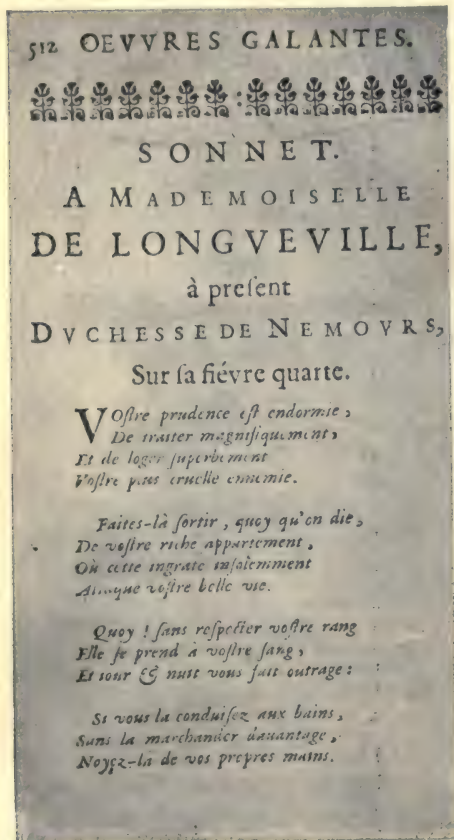 512 OEVVRES GALANTES.
SONNET.
A MADEMOISELLE
DE LONGVEVILLE,
à preſent
DVCHESSE DE NEMOVRS,
Sur ſa fiévre quarte.
VOſtre prudence eſt endormie,
De traiter magnifiquement,
Et de loger ſuperbement
Voſtre plus cruelle ennemie.
Faites-là ſortir, quoy qu'on die,
De voſtre riche appartement,
Où cette ingrate inſolemment
Attaque voſtre belle vie.
Quoy! ſans reſpecter voſtre rang
Elle ſe prend à voſtre ſang,
Et iour & nuit vous fait outrage:
Si vous la conduiſez aux bains,
Sans la marchander dauantage,
Noyez-là de vos propres mains.